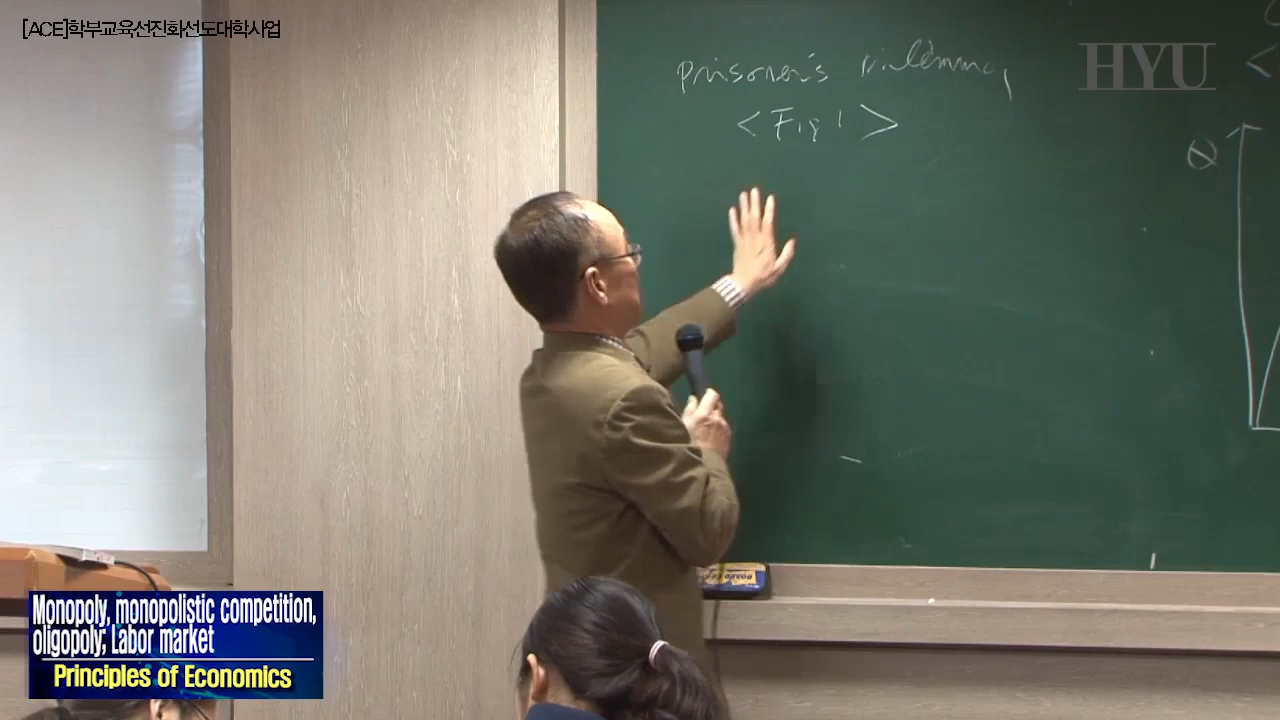 [ACE]학부교육선진화선도대학사업
HYU
prisoner's dilemma,
<Fig 1>
Q
Monopoly, monopolistic competition,
oligopoly; Labor market
Principles of Economics